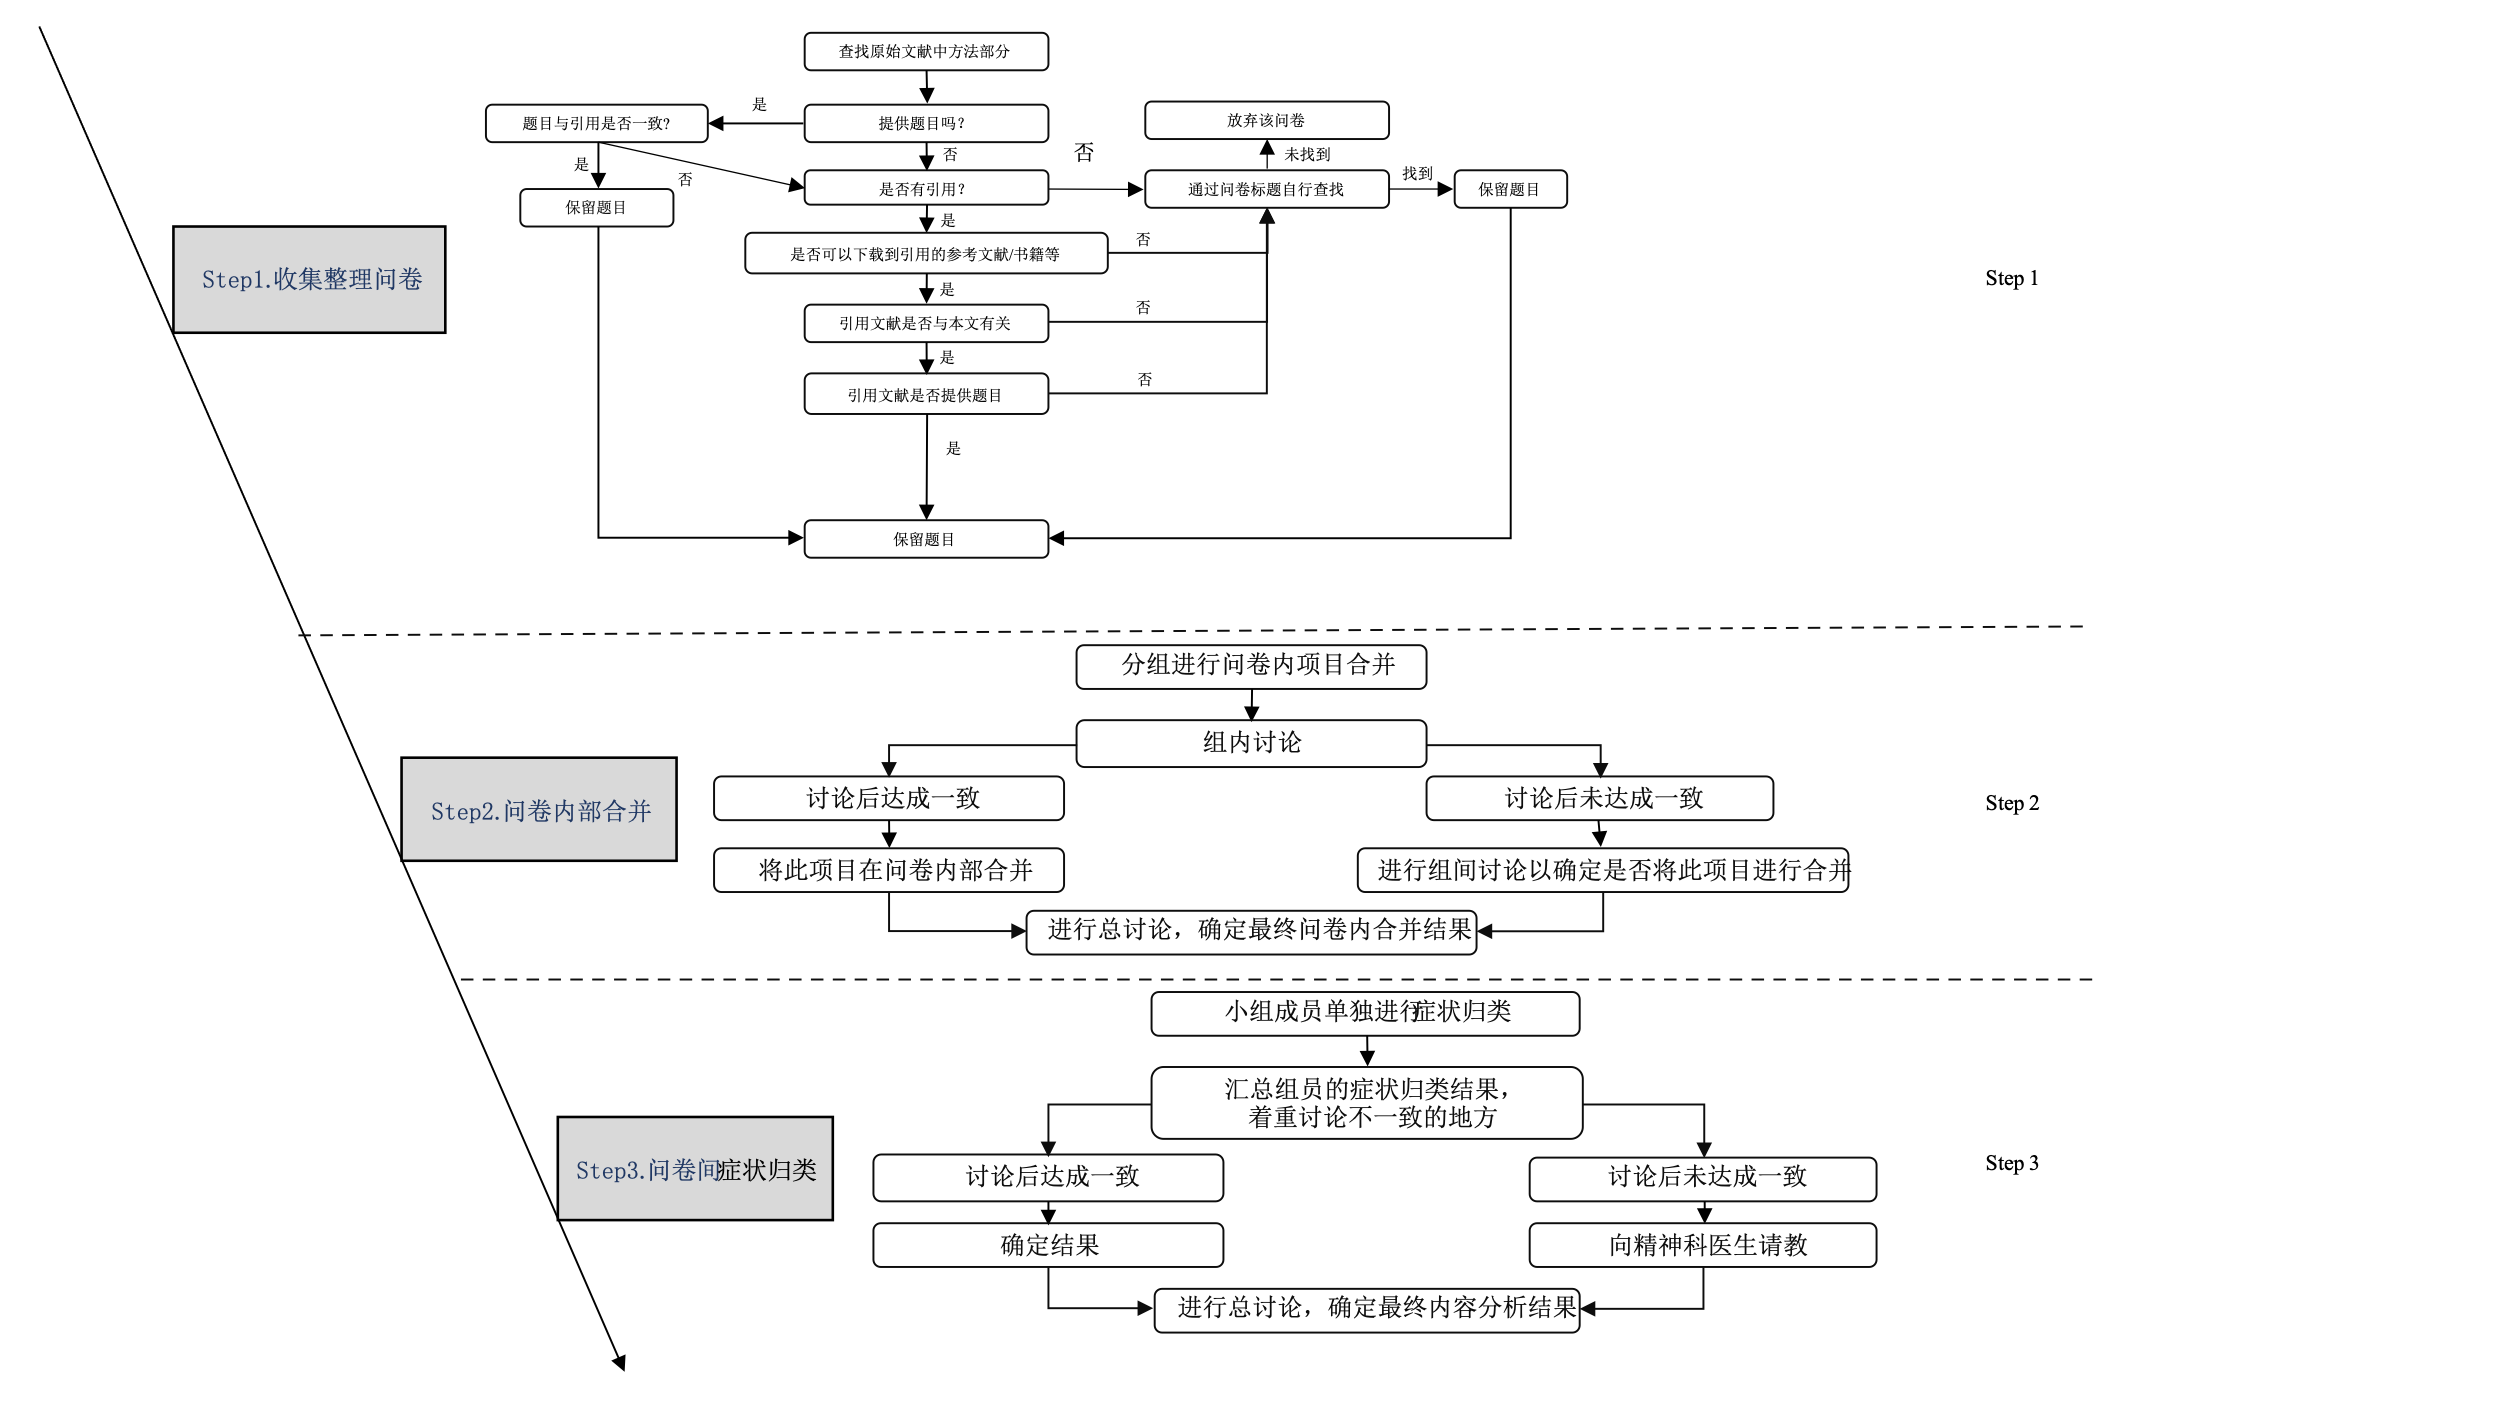 查找原始文献中方法部分
是
题目与引用是否一致?
提供题目吗？
放弃该问卷
否
否
未找到
是
否
找到
保留题目
是否有引用？
通过问卷标题自行查找
保留题目
是
是否可以下载到引用的参考文献/书籍等
否
Step1.收集整理问卷
Step 1
是
引用文献是否与本文有关
否
是
引用文献是否提供题目
否
是
保留题目
分组进行问卷内项目合并
组内讨论
讨论后达成一致
讨论后未达成一致
Step2.问卷内部合并
Step 2
将此项目在问卷内部合并
进行组间讨论以确定是否将此项目进行合并
进行总讨论，确定最终问卷内合并结果
小组成员单独进行症状归类
汇总组员的症状归类结果，
着重讨论不一致的地方
Step3.问卷间症状归类
讨论后达成一致
讨论后未达成一致
Step 3
确定结果
向精神科医生请教
进行总讨论，确定最终内容分析结果